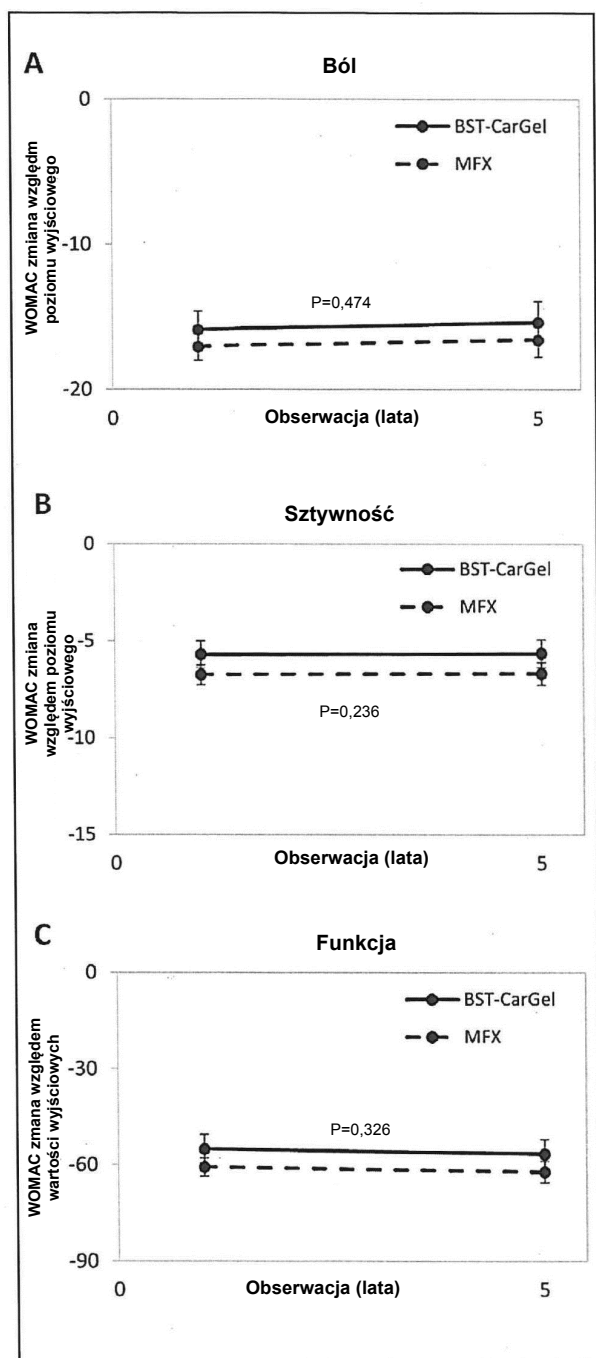 A
Ból
0
-10
-20
WOMAC zmiana względm
poziomu wyjściowego
BST-CarGel
MFX
P=0,474
0
Obserwacja (lata)
5
B
Sztywność
0
-5
-10
-15
WOMAC zmiana
względem poziomu
wyjściowego
BST-CarGel
MFX
P=0,236
0
Obserwacja (lata)
5
C
Funkcja
0
-30
-60
-90
WOMAC zmana względem
wartości wyjściowych
BST-CarGel
MFX
P=0,326
0
Obserwacja (lata)
5